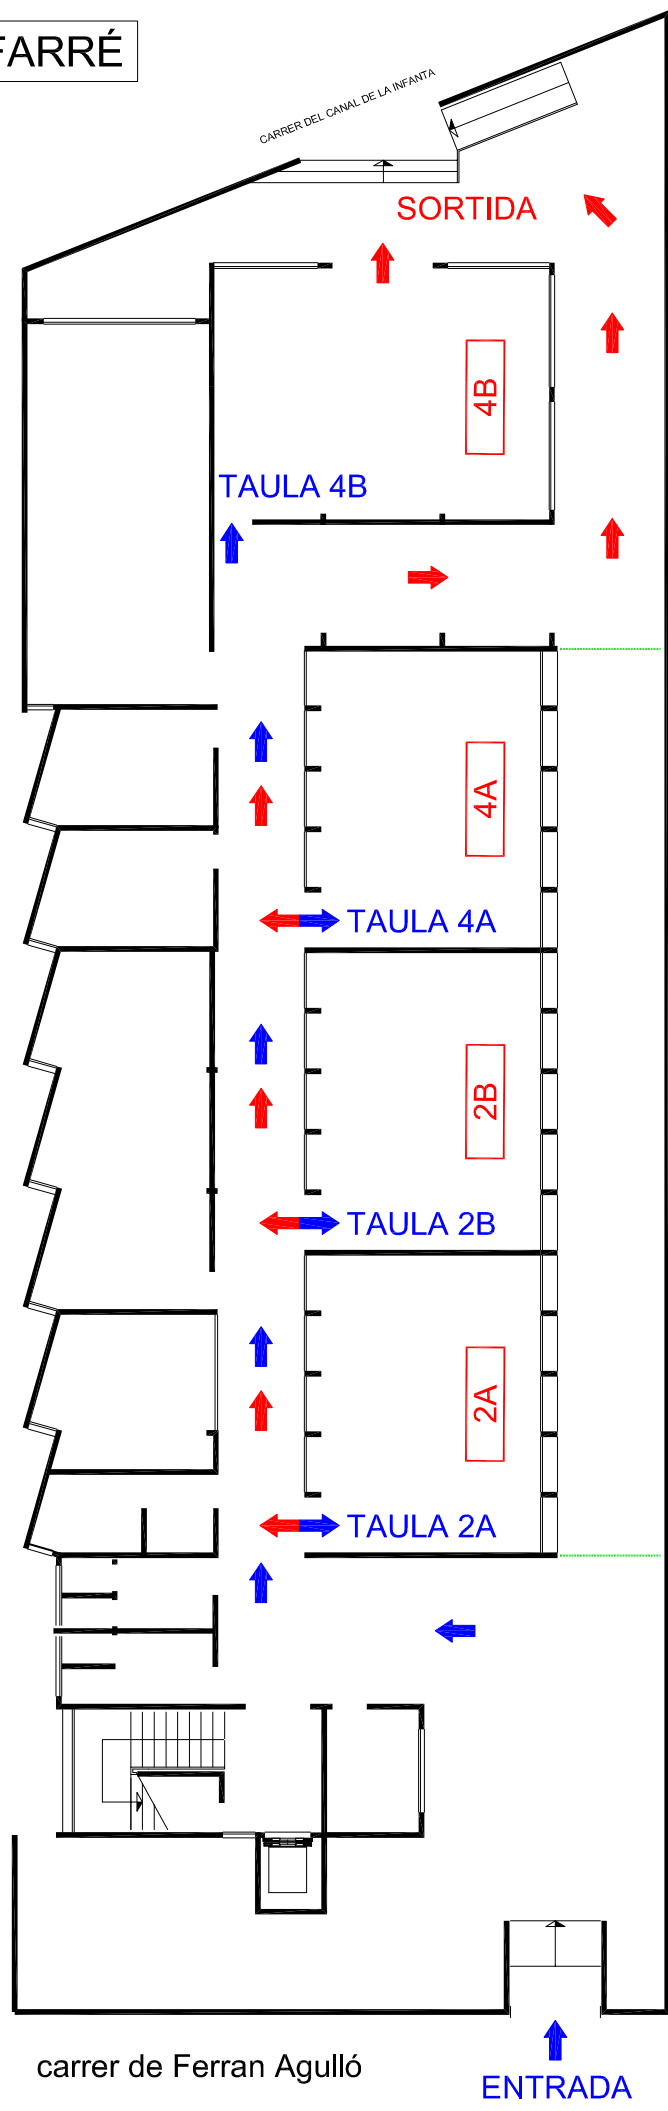 FARRÉ
CARRER DEL CANAL DE LA INFANTA
SORTIDA
4B
TAULA 4B
4A
TAULA 4A
2B
TAULA 2B
2A
TAULA 2A
carrer de Ferran Agulló
ENTRADA